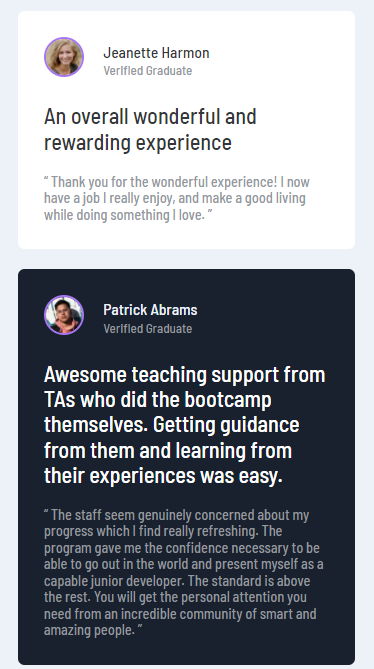 Jeanette Harmon
Verified Graduate
An overall wonderful and
rewarding experience
“ Thank you for the wonderful experience! I now
have a job I really enjoy, and make a good living
while doing something I love. ”
Patrick Abrams
Verified Graduate
Awesome teaching support from
TAs who did the bootcamp
themselves. Getting guidance
from them and learning from
their experiences was easy.
“ The staff seem genuinely concerned about my
progress which I find really refreshing. The
program gave me the confidence necessary to be
able to go out in the world and present myself as a
capable junior developer. The standard is above
the rest. You will get the personal attention you
need from an incredible community of smart and
amazing people. ”